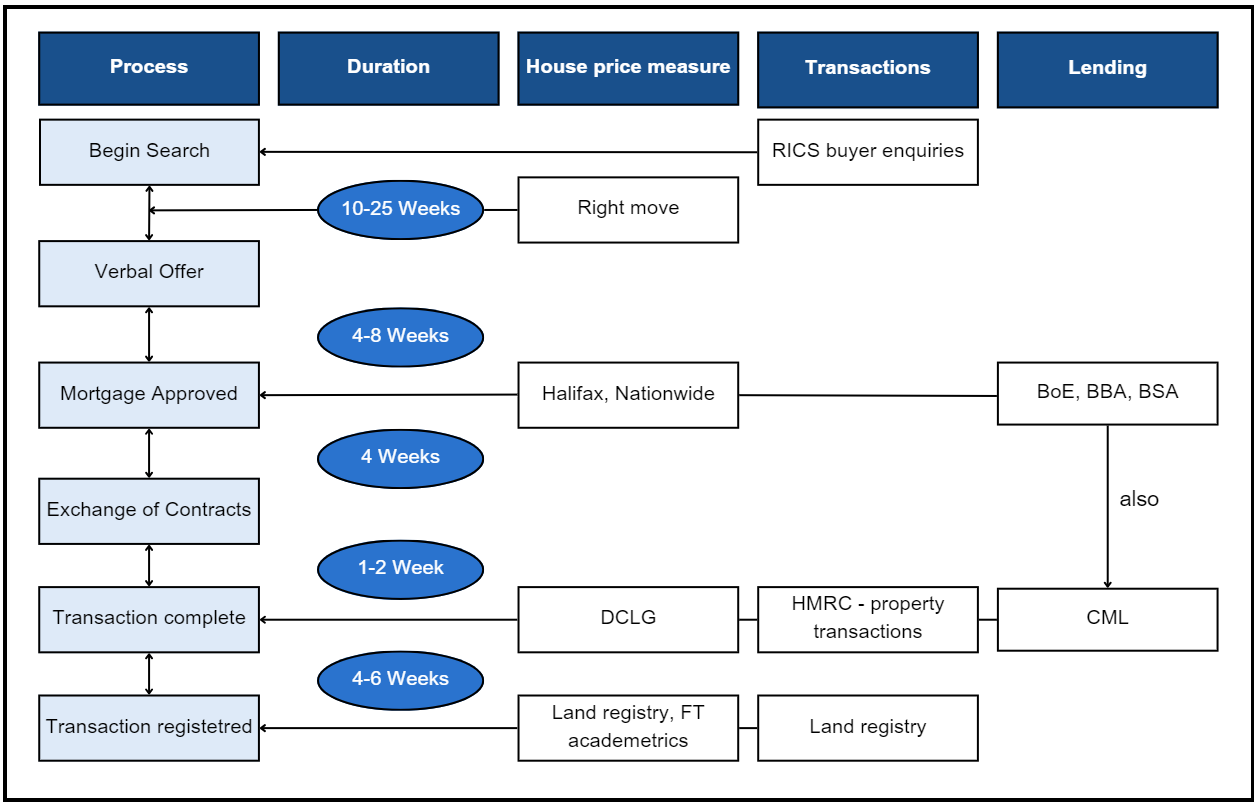 Process
Duration
House price measure
Transactions
Lending
Begin Search
RICS buyer enquiries
10-25 Weeks
Right move
Verbal Offer
4-8 Weeks
Mortgage Approved
Halifax, Nationwide
BoE, BBA, BSA
4 Weeks
Exchange of Contracts
also
1-2 Week
Transaction complete
DCLG
HMRC - property
transactions
CML
4-6 Weeks
Transaction registetred
Land registry, FT
academetrics
Land registry